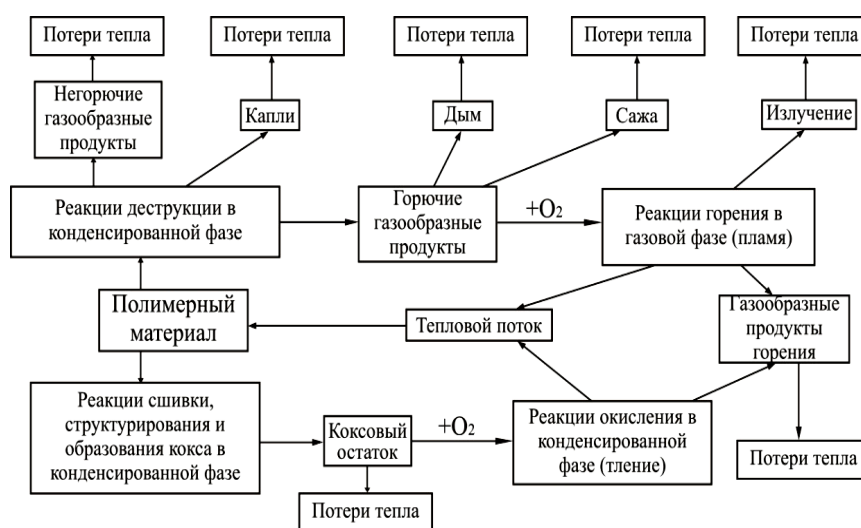 Потери тепла
Потери тепла
Потери тепла
Потери тепла
Потери тепла
Негорючие
газообразные
продукты
Капли
Дым
Сажа
Излучение
Реакции деструкции в
конденсированной фазе
Горючие
газообразные
продукты
+O₂
Реакции горения в
газовой фазе (пламя)
Полимерный
материал
Тепловой поток
Газообразные
продукты
горения
Реакции сшивки,
структурирования и
образования кокса в
конденсированной фазе
Коксовый
остаток
+O₂
Реакции окисления в
конденсированной
фазе (тление)
Потери тепла
Потери тепла